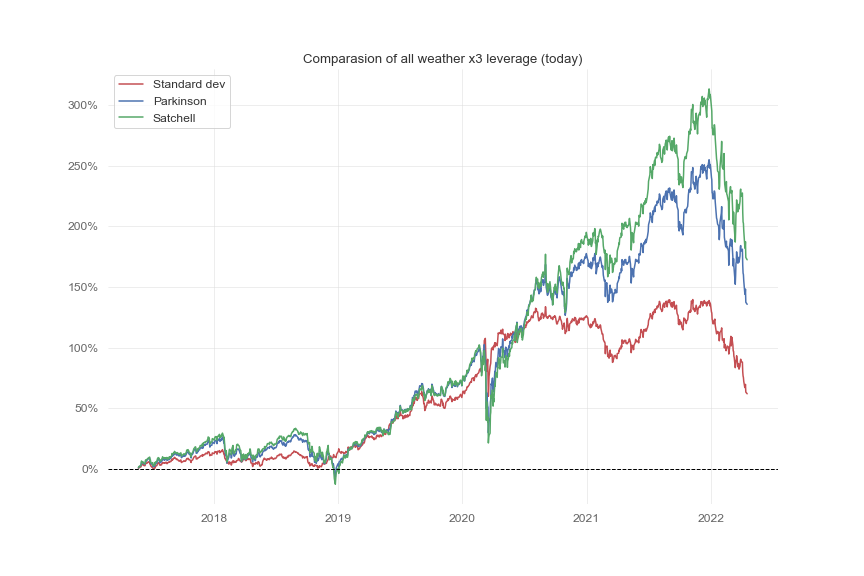 Comparasion of all weather x3 leverage (today)
Standard dev
Parkinson
Satchell
300%
250%
200%
150%
100%
50%
0%
2018 2019 2020 2021 2022